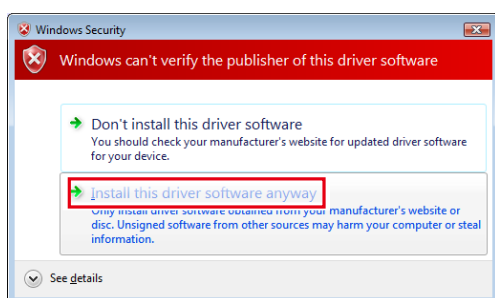 Windows Security
Windows can't verify the publisher of this driver software
Don't install this driver software
You should check your manufacturer's website for updated driver software
for your device.
Install this driver software anyway
Only install driver software obtained from your manufacturer's website or
disc. Unsigned software from other sources may harm your computer or steal
information.
See details